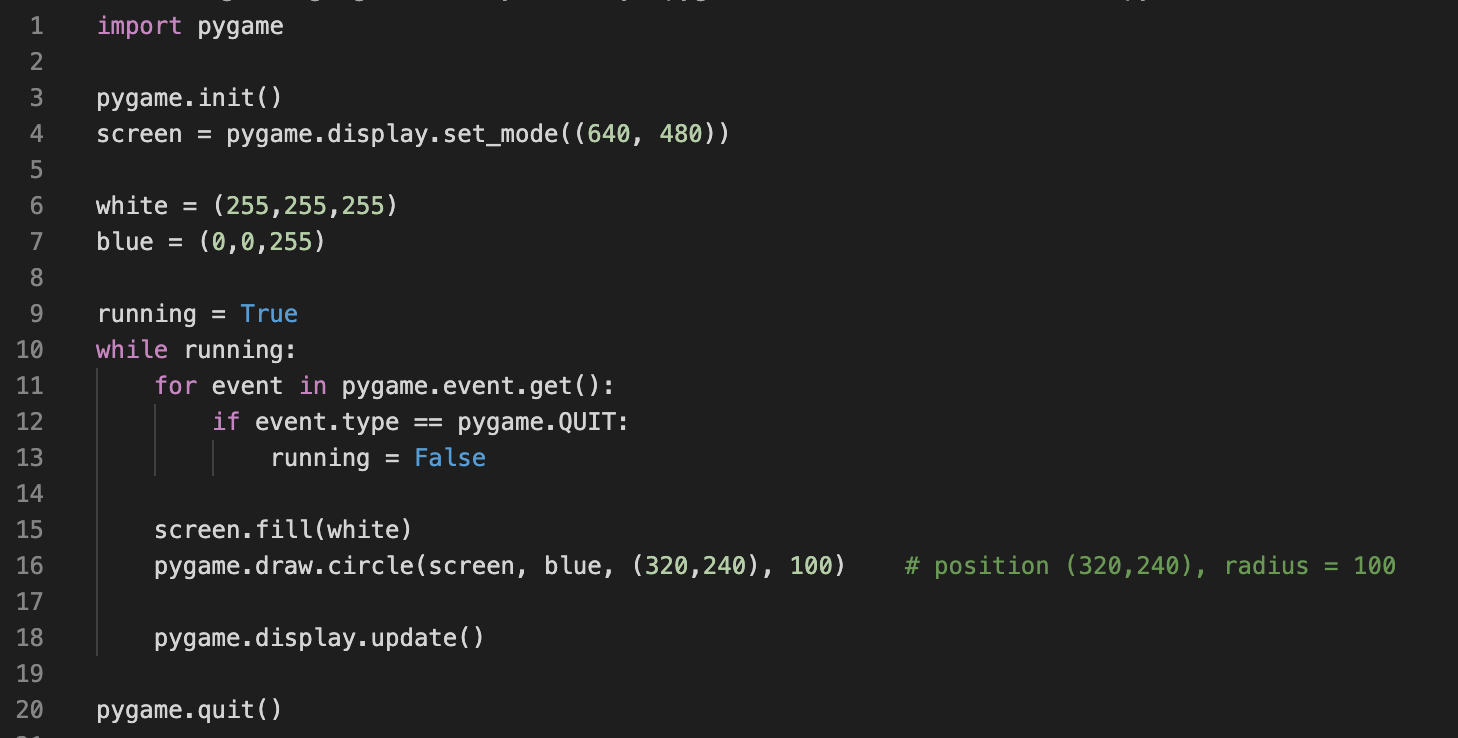 1 import pygame
2
3 pygame.init()
4 screen = pygame.display.set_mode((640, 480))
5
6 white = (255,255,255)
7 blue = (0,0,255)
8
9 running = True
10 while running:
11     for event in pygame.event.get():
12         if event.type == pygame.QUIT:
13             running = False
14
15     screen.fill(white)
16     pygame.draw.circle(screen, blue, (320,240), 100)    # position (320,240), radius = 100
17
18     pygame.display.update()
19
20 pygame.quit()